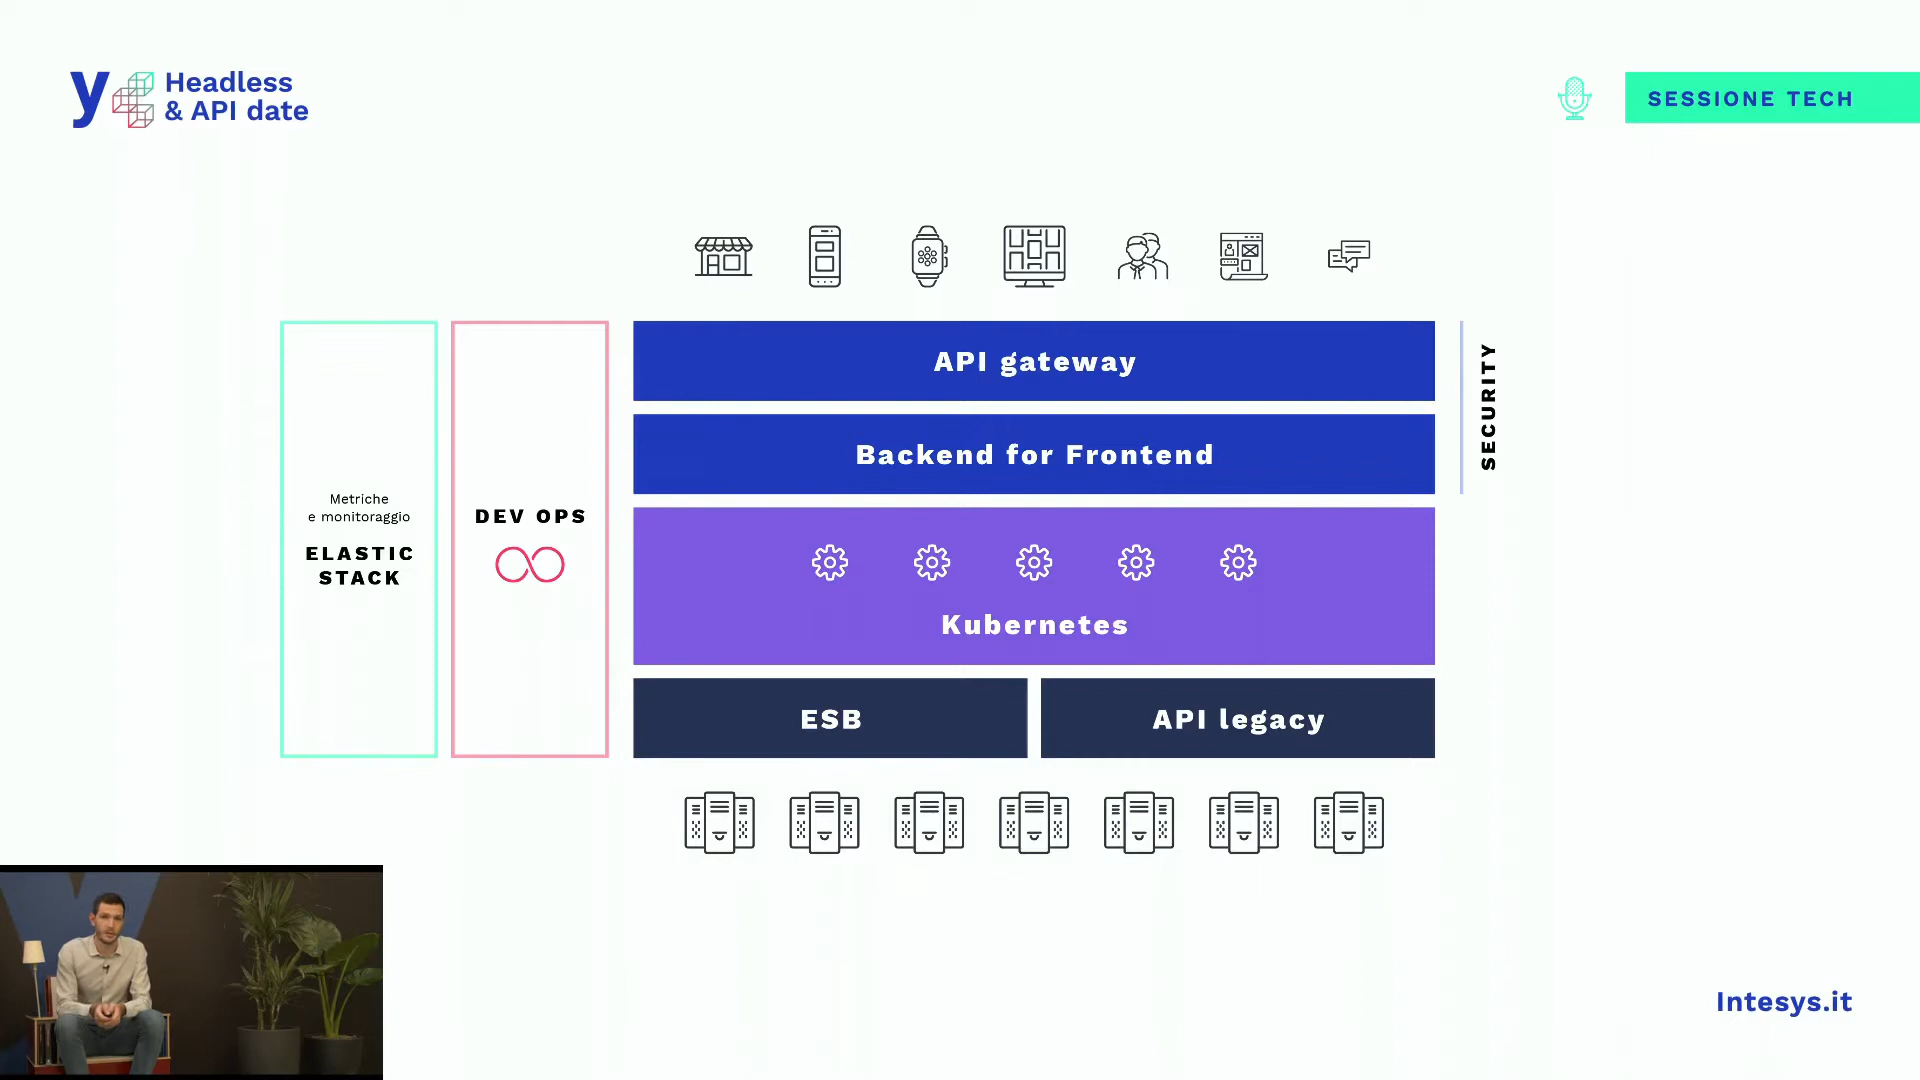 y
Headless
& API date
SESSIONE TECH
API gateway
Backend for Frontend
SECURITY
Metriche
e monitoraggio
ELASTIC
STACK
DEV OPS
Kubernetes
ESB
API legacy
Intesys.it